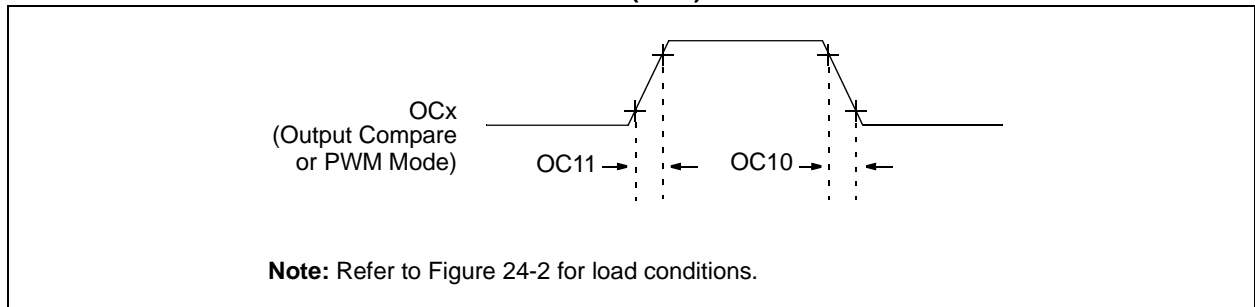 OCx
(Output Compare
or PWM Mode)
OC11
OC10
Note: Refer to Figure 24-2 for load conditions.